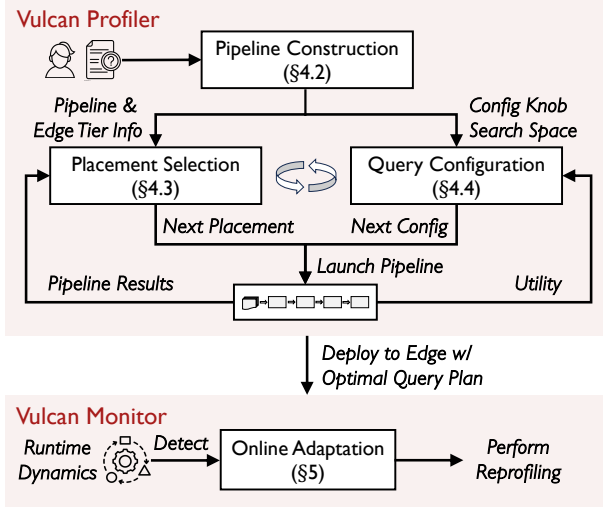 Vulcan Profiler
Pipeline Construction
(§4.2)
Pipeline &
Edge Tier Info
Config Knob
Search Space
Placement Selection
(§4.3)
Query Configuration
(§4.4)
Next Placement
Next Config
Launch Pipeline
Pipeline Results
Utility
Deploy to Edge w/
Optimal Query Plan
Vulcan Monitor
Runtime
Dynamics
Detect
Online Adaptation
(§5)
Perform
Reprofiling